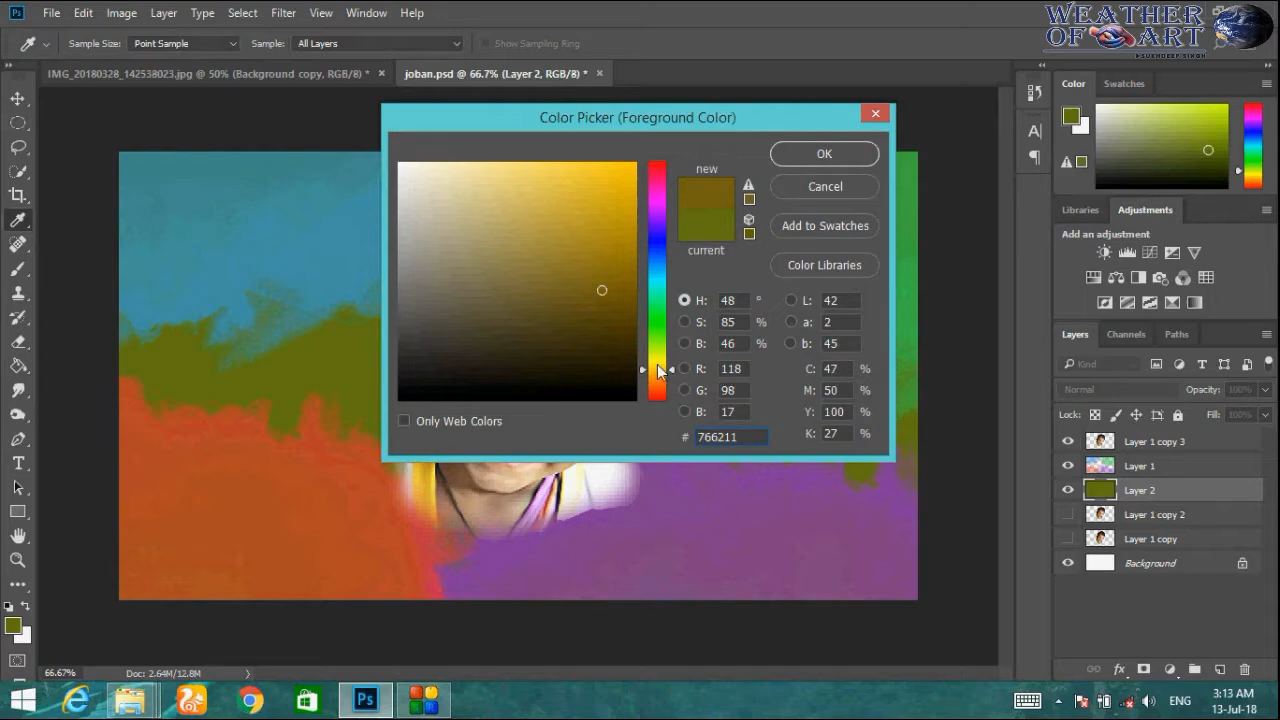 Ps File Edit Image Layer Type Select Filter View Window Help
WEATHER
OF ART
SUKHDEEP SINGH
Sample Size: Point Sample Sample: All Layers Show Sampling Ring
IMG_20180328_142538023.jpg @ 50% (Background copy, RGB/8) * × joban.psd @ 66.7% (Layer 2, RGB/8) * ×
Color Swatches
Color Picker (Foreground Color)
new
current
OK
Cancel
Add to Swatches
Color Libraries
H: 48 °
S: 85 %
B: 46 %
R: 118
G: 98
B: 17
# 766211
L: 42
a: 2
b: 45
C: 47 %
M: 50 %
Y: 100 %
K: 27 %
Only Web Colors
Libraries Adjustments
Add an adjustment
Layers Channels Paths
Kind
Normal Opacity: 100%
Lock: Fill: 100%
Layer 1 copy 3
Layer 1
Layer 2
Layer 1 copy 2
Layer 1 copy
Background
66.67% Doc: 2.64M/12.8M
Ps
ENG
3:13 AM
13-Jul-18